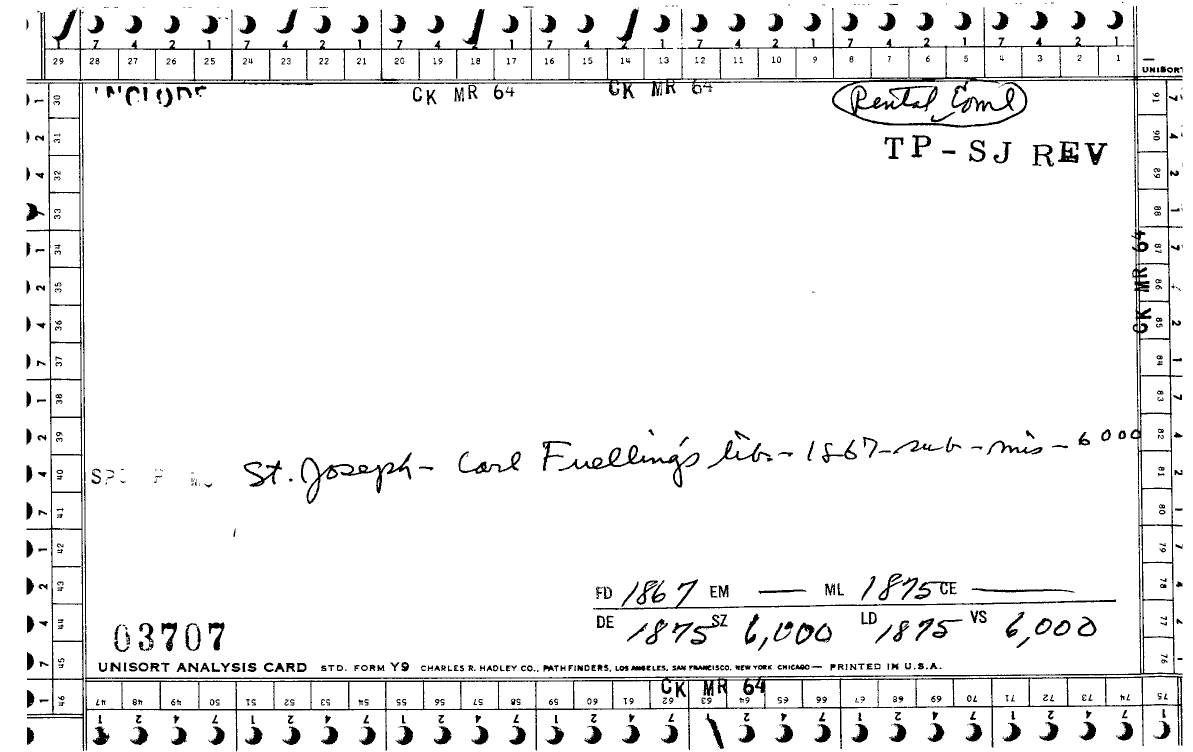 7 4 2 1 7 4 2 1 7 4 2 1 7 4 2 1 7 4 2 1 8 4 2 1 7 4 2 1
29 28 27 26 25 24 23 22 21 20 19 18 17 16 15 14 13 12 11 10 9 8 7 6 5 4 3 2 1
UNISORT
CK MR 64 CK MR 64
Rental Coml
TP-SJ REV
CK MR 64
St. Joseph - Carl Fuelling's lib - 1867 - sub - mis - 6000
FD 1867 EM — ML 1875 CE —
DE 1875 SZ 6,000 LD 1875 VS 6,000
03707
UNISORT ANALYSIS CARD STD. FORM Y9 CHARLES R. HADLEY CO., PATHFINDERS, LOS ANGELES, SAN FRANCISCO, NEW YORK CHICAGO — PRINTED IN U.S.A.
CK MR 64
30 31 32 33 34 35 36 37 38 39 40 41 42 43 44 45 46
47 48 49 50 51 52 53 54 55 56 57 58 59 60 61 62 63 64 65 66 67 68 69 70 71 72 73 74 75
91 90 89 88 87 86 85 84 83 82 81 80 79 78 77 76